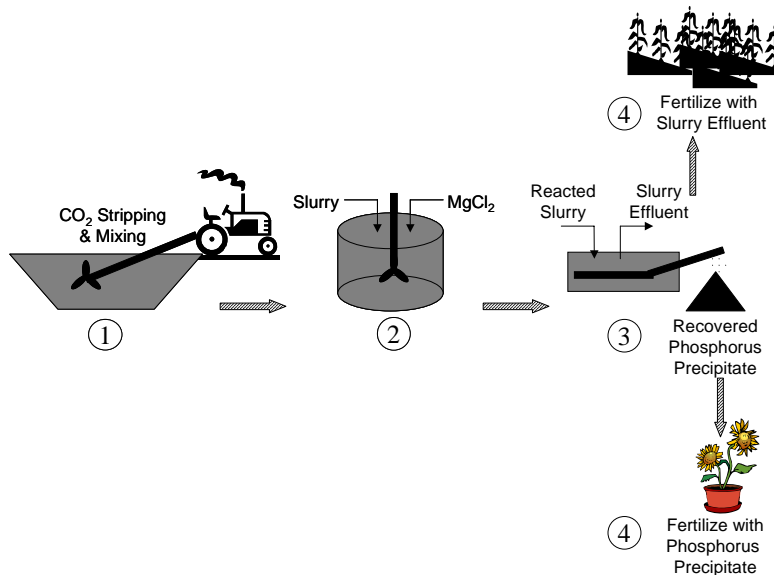 ④
Fertilize with
Slurry Effluent
CO₂ Stripping
& Mixing
①
Slurry
MgCl₂
②
Reacted
Slurry
Slurry
Effluent
③
Recovered
Phosphorus
Precipitate
④
Fertilize with
Phosphorus
Precipitate